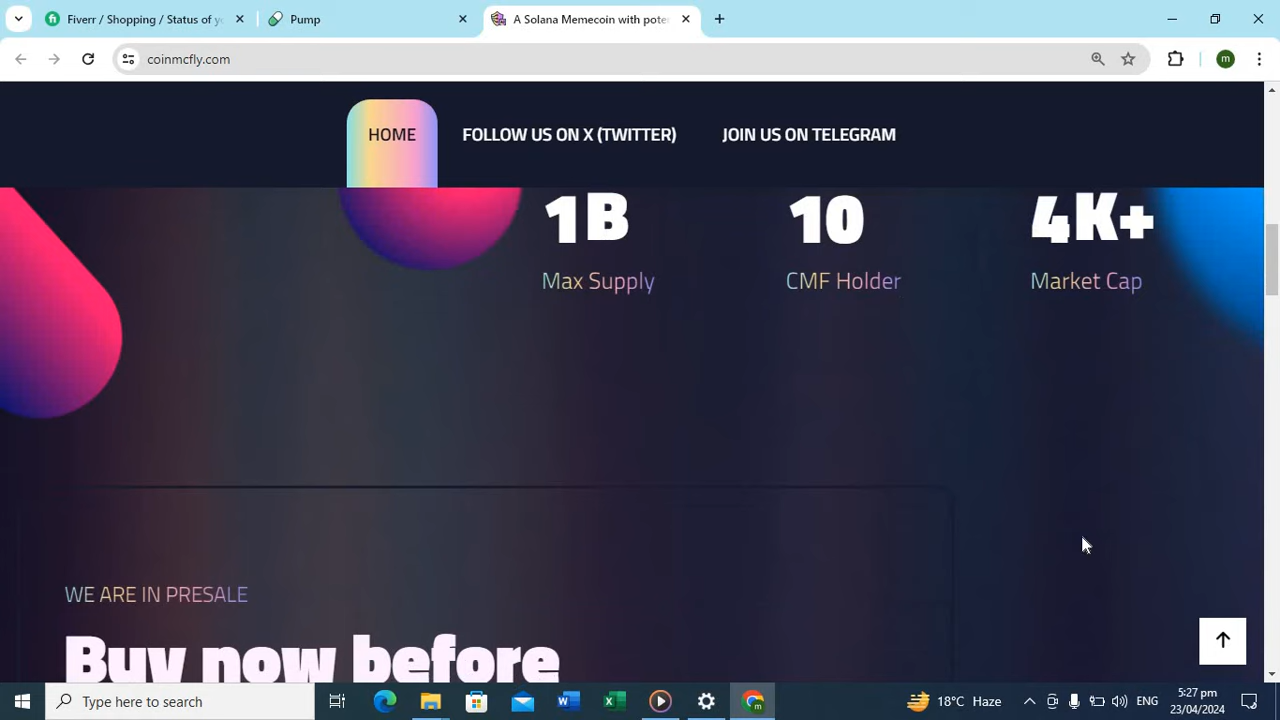 Fiverr / Shopping / Status of y
Pump
A Solana Memecoin with pote
coinmcfly.com
m
HOME
FOLLOW US ON X (TWITTER)
JOIN US ON TELEGRAM
1B
10
4K+
Max Supply
CMF Holder
Market Cap
WE ARE IN PRESALE
Buy now before
Type here to search
18°C Haze
ENG
5:27 pm
23/04/2024